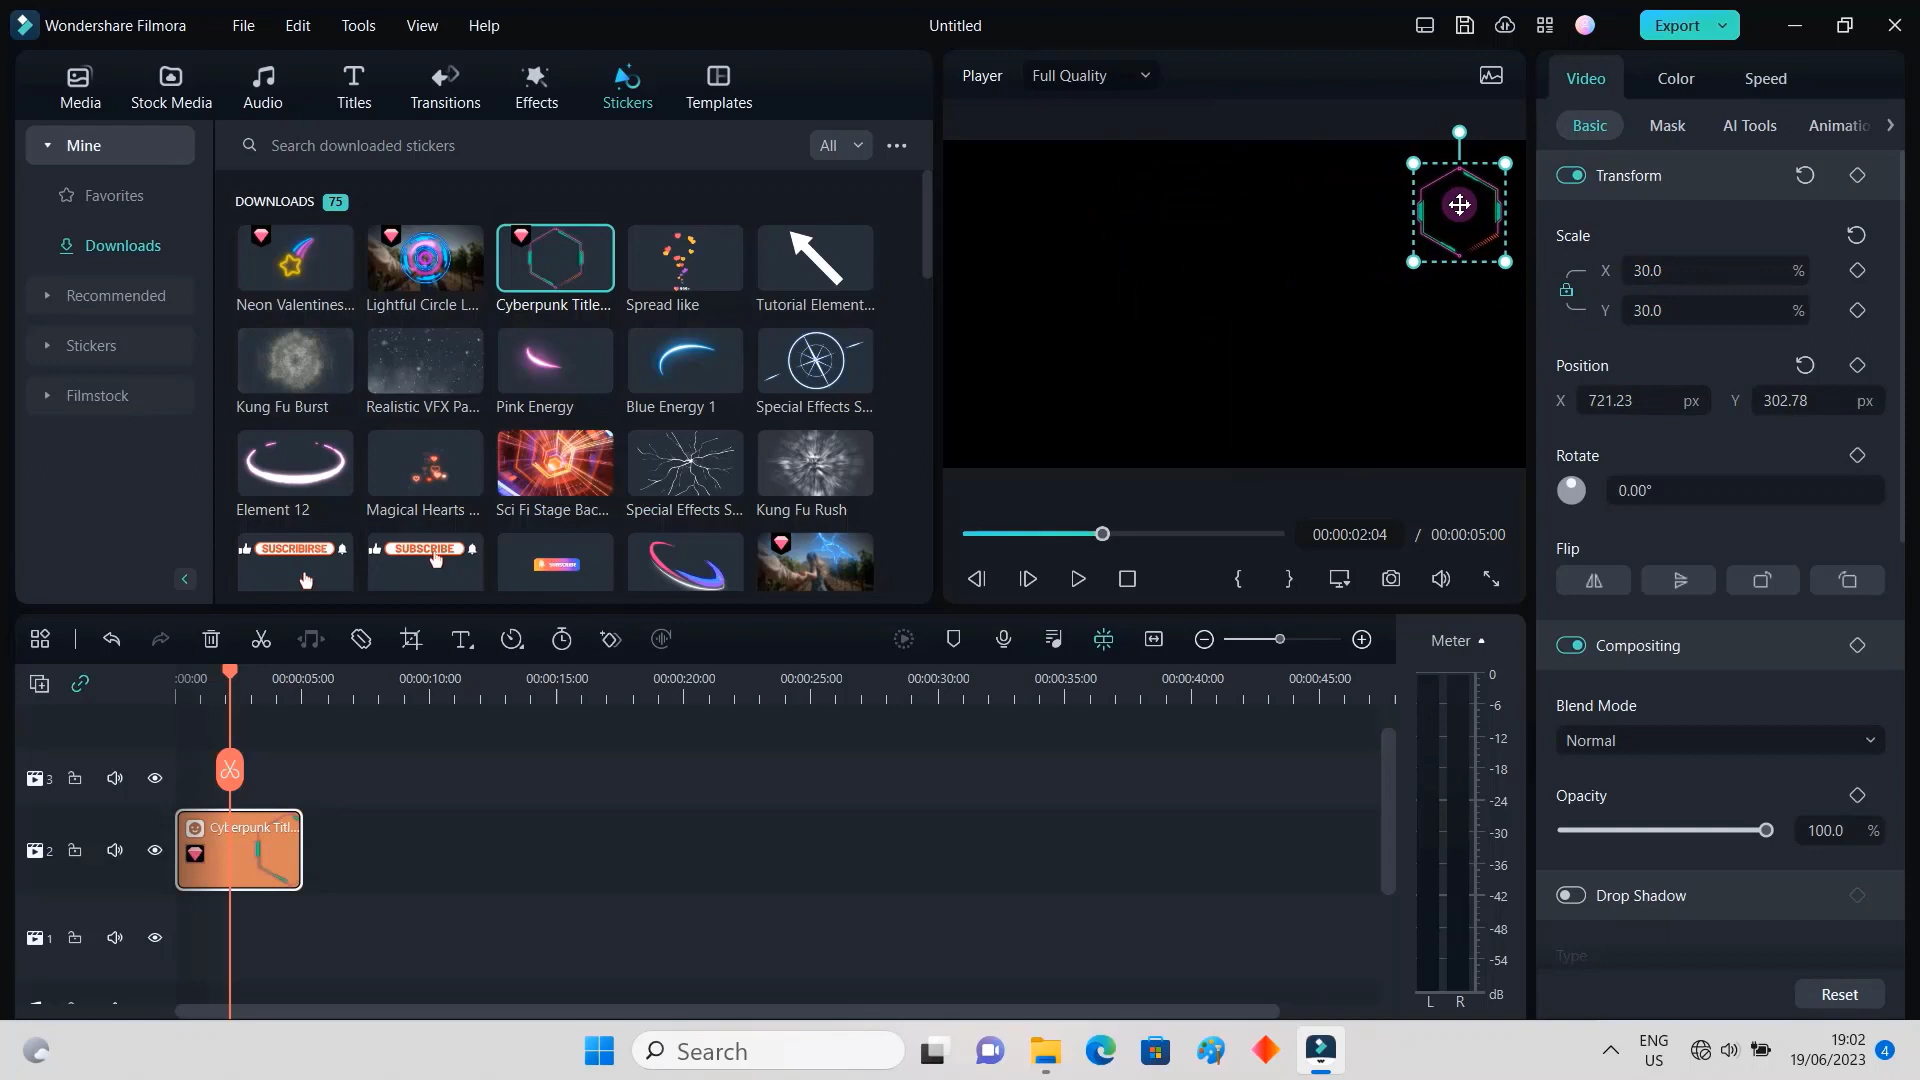 Wondershare Filmora
File
Edit
Tools
View
Help
Untitled
Export
Media
Stock Media
Audio
Titles
Transitions
Effects
Stickers
Templates
Player
Full Quality
Video
Color
Speed
Mine
Search downloaded stickers
All
Basic
Mask
AI Tools
Animatio
Favorites
DOWNLOADS 75
Transform
Downloads
Neon Valentines...
Lightful Circle L...
Cyberpunk Title...
Spread like
Tutorial Element...
Scale
X 30.0 %
Y 30.0 %
Recommended
Stickers
Filmstock
Kung Fu Burst
Realistic VFX Pa...
Pink Energy
Blue Energy 1
Special Effects S...
Position
X 721.23 px Y 302.78 px
Element 12
Magical Hearts ...
Sci Fi Stage Bac...
Special Effects S...
Kung Fu Rush
Rotate
0.00°
SUSCRIBIRSE
SUBSCRIBE
00:00:02:04 / 00:00:05:00
Flip
Meter
Compositing
:00:00
00:00:05:00
00:00:10:00
00:00:15:00
00:00:20:00
00:00:25:00
00:00:30:00
00:00:35:00
00:00:40:00
00:00:45:00
0
-6
-12
-18
-24
-30
-36
-42
-48
-54
dB
L R
Blend Mode
Normal
Opacity
100.0 %
3
Cyberpunk Titl...
2
1
Drop Shadow
Type
Reset
Search
ENG
US
19:02
19/06/2023
4